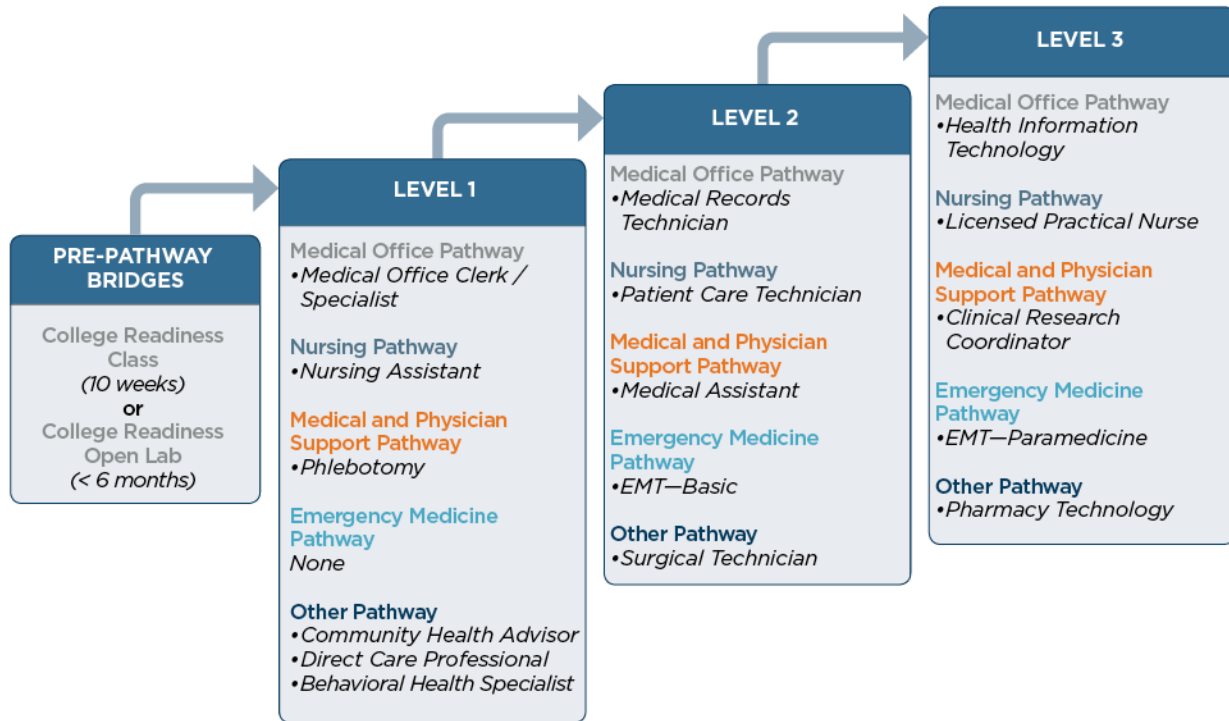 PRE-PATHWAY
BRIDGES
College Readiness
Class
(10 weeks)
or
College Readiness
Open Lab
(< 6 months)
LEVEL 1
Medical Office Pathway
•Medical Office Clerk /
Specialist
Nursing Pathway
•Nursing Assistant
Medical and Physician
Support Pathway
•Phlebotomy
Emergency Medicine
Pathway
None
Other Pathway
•Community Health Advisor
•Direct Care Professional
•Behavioral Health Specialist
LEVEL 2
Medical Office Pathway
•Medical Records
Technician
Nursing Pathway
•Patient Care Technician
Medical and Physician
Support Pathway
•Medical Assistant
Emergency Medicine
Pathway
•EMT—Basic
Other Pathway
•Surgical Technician
LEVEL 3
Medical Office Pathway
•Health Information
Technology
Nursing Pathway
•Licensed Practical Nurse
Medical and Physician
Support Pathway
•Clinical Research
Coordinator
Emergency Medicine
Pathway
•EMT—Paramedicine
Other Pathway
•Pharmacy Technology